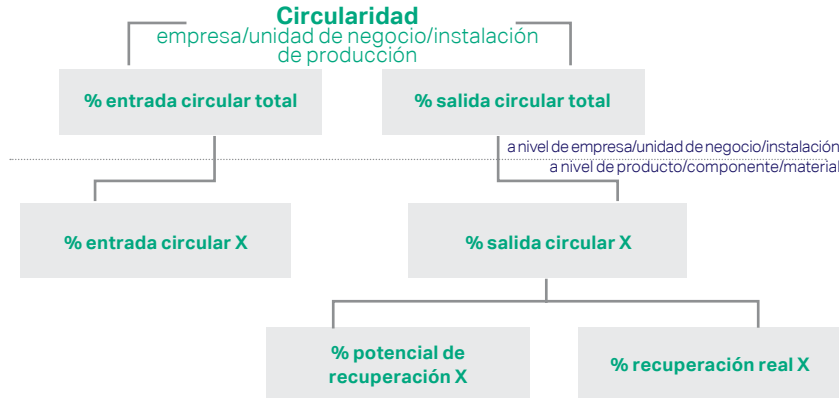 Circularidad
empresa/unidad de negocio/instalación
de producción
% entrada circular total
% salida circular total
a nivel de empresa/unidad de negocio/instalación
a nivel de producto/componente/material
% entrada circular X
% salida circular X
% potencial de
recuperación X
% recuperación real X